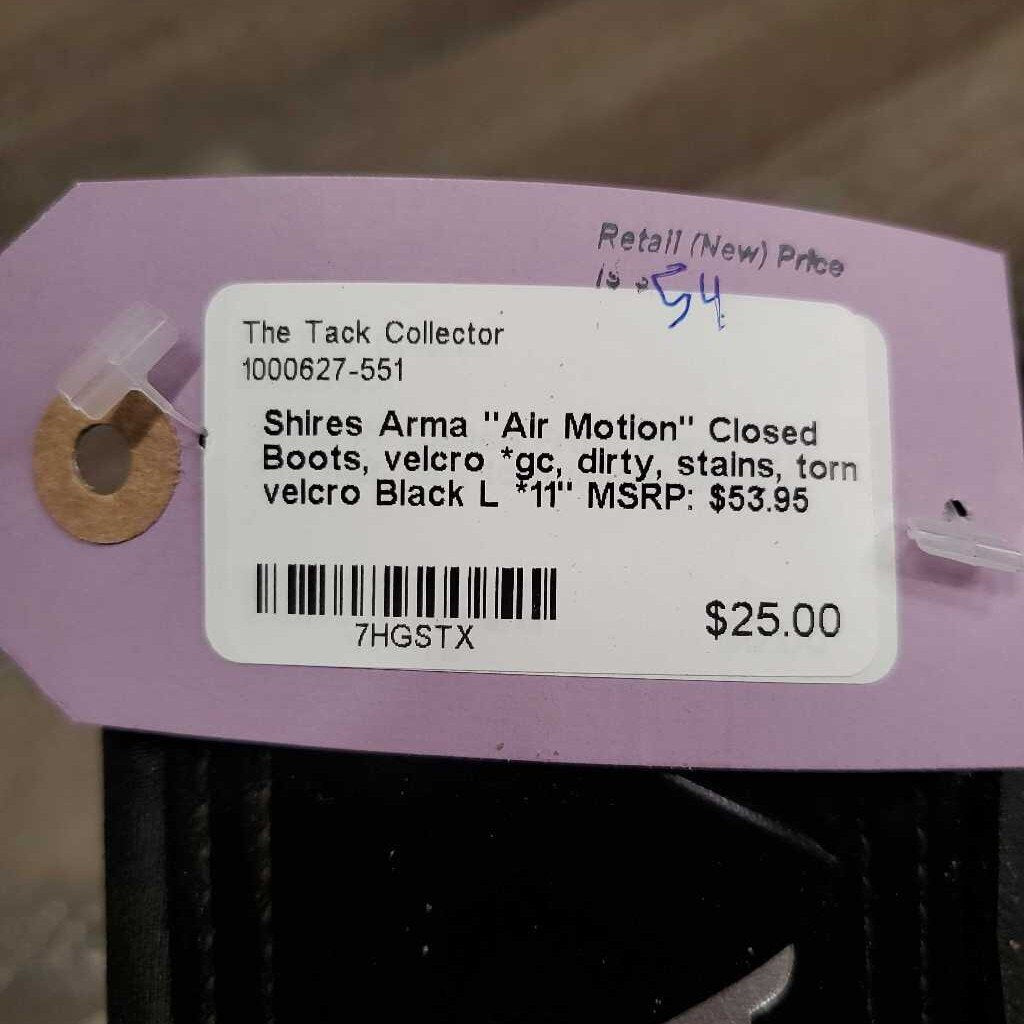 Retail (New) Price
is 54
The Tack Collector
1000627-551
Shires Arma "Air Motion" Closed
Boots, velcro *gc, dirty, stains, torn
velcro Black L *11" MSRP: $53.95
7HGSTX
$25.00